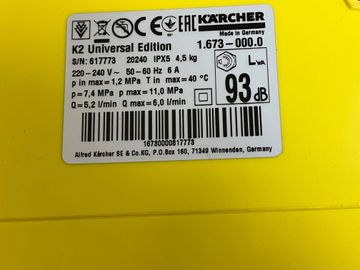 CE EAC KÄRCHER
Made in Germany
K2 Universal Edition 1.673-000.0
S/N: 617773 20240 IPX5 4,5 kg
220-240 V~ 50-60 Hz 6 A
p in max=1,2 MPa T in max=40 °C
p=7,4 MPa p max=11,0 MPa
Q=5,2 l/min Q max=6,0 l/min
LWA
93 dB
16730000617773
Alfred Kärcher SE & Co.KG, P.O.Box 160, 71349 Winnenden, Germany